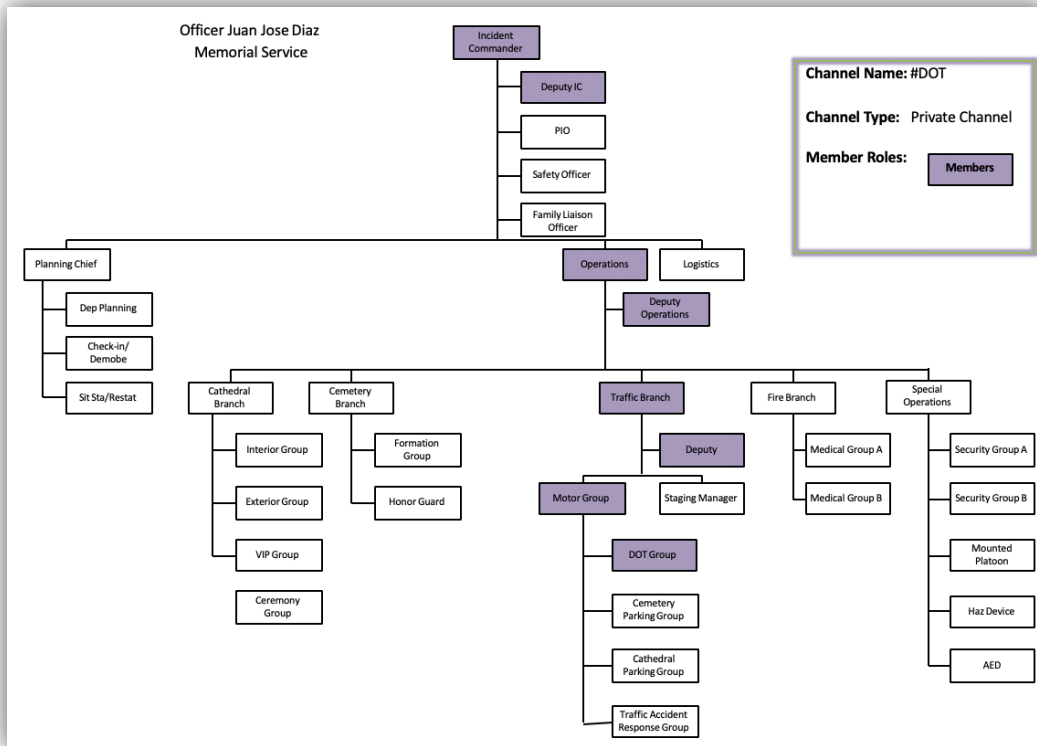 Officer Juan Jose Diaz
Memorial Service
Incident
Commander
Deputy IC
PIO
Safety Officer
Family Liaison
Officer
Channel Name: #DOT
Channel Type: Private Channel
Member Roles:
Members
Planning Chief
Operations
Logistics
Dep Planning
Check-in/
Demobe
Sit Sta/Restat
Deputy
Operations
Cathedral
Branch
Cemetery
Branch
Traffic Branch
Fire Branch
Special
Operations
Interior Group
Exterior Group
VIP Group
Ceremony
Group
Formation
Group
Honor Guard
Deputy
Motor Group
Staging Manager
DOT Group
Cemetery
Parking Group
Cathedral
Parking Group
Traffic Accident
Response Group
Medical Group A
Medical Group B
Security Group A
Security Group B
Mounted
Platoon
Haz Device
AED